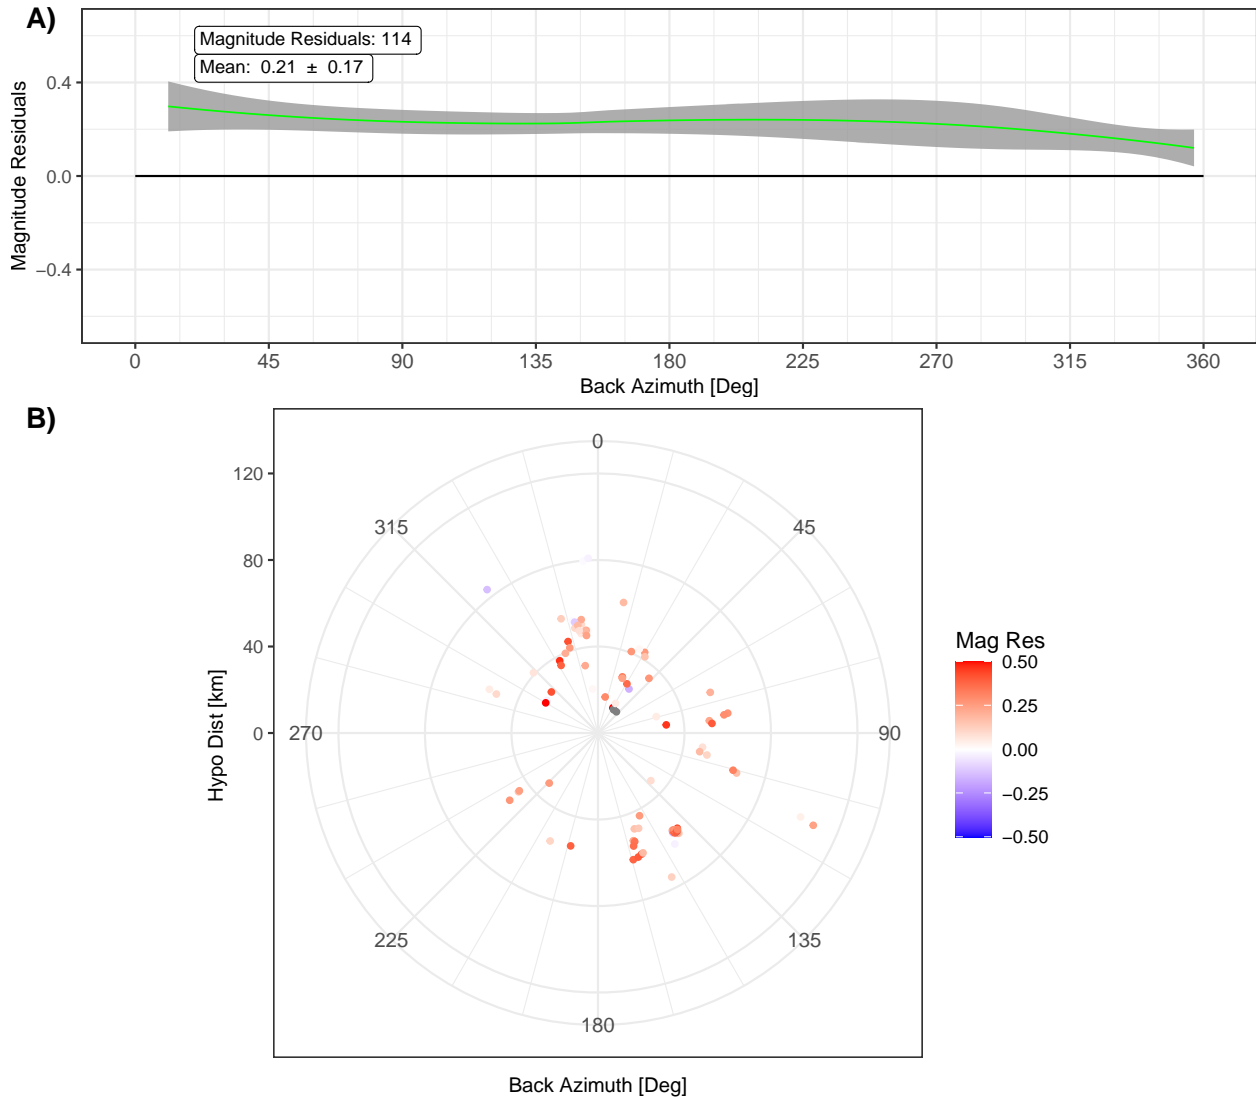 A)
Magnitude Residuals: 114
Mean:  0.21  ±  0.17
0.4
0.0
−0.4
Magnitude Residuals
0 45 90 135 180 225 270 315 360
Back Azimuth [Deg]
B)
0
45
90
135
180
225
270
315
120
80
40
0
Hypo Dist [km]
Back Azimuth [Deg]
Mag Res
0.50
0.25
0.00
−0.25
−0.50